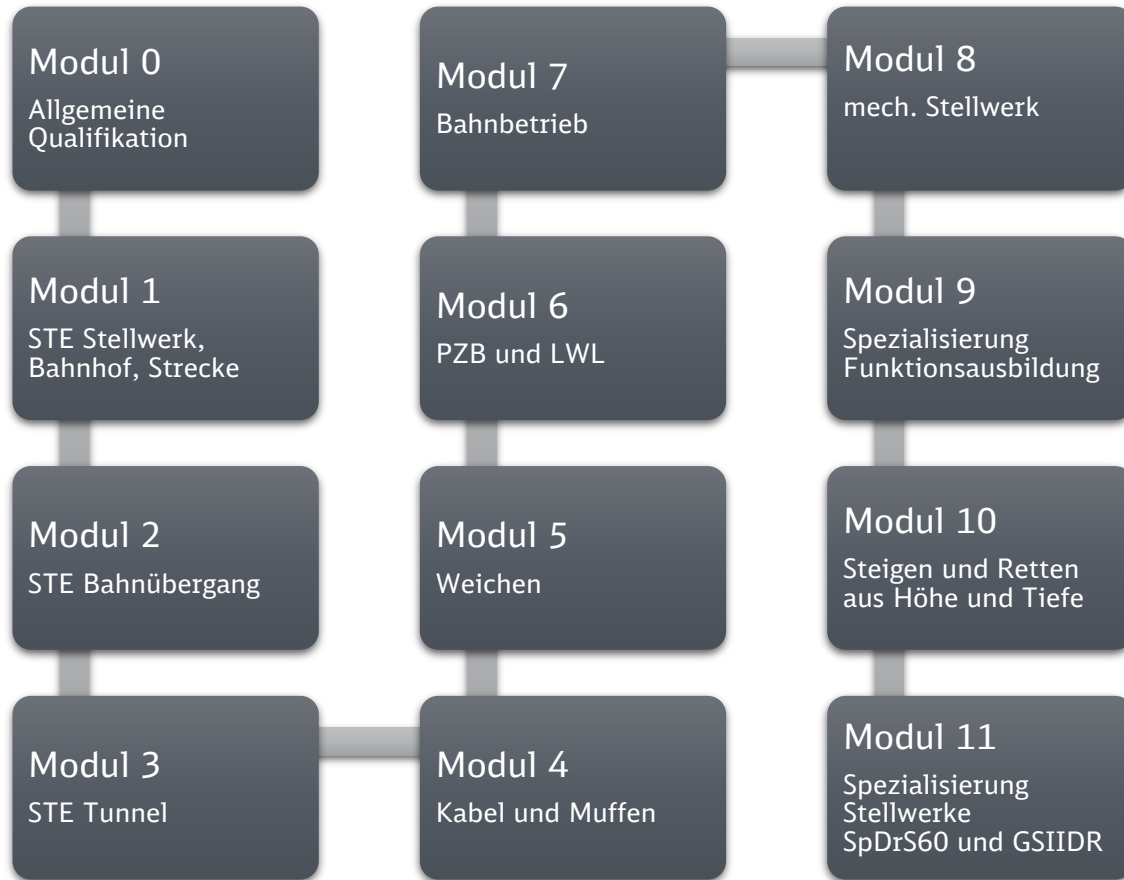 Modul 0
Allgemeine
Qualifikation
Modul 1
STE Stellwerk,
Bahnhof, Strecke
Modul 2
STE Bahnübergang
Modul 3
STE Tunnel
Modul 4
Kabel und Muffen
Modul 5
Weichen
Modul 6
PZB und LWL
Modul 7
Bahnbetrieb
Modul 8
mech. Stellwerk
Modul 9
Spezialisierung
Funktionsausbildung
Modul 10
Steigen und Retten
aus Höhe und Tiefe
Modul 11
Spezialisierung
Stellwerke
SpDrS60 und GSIIDR